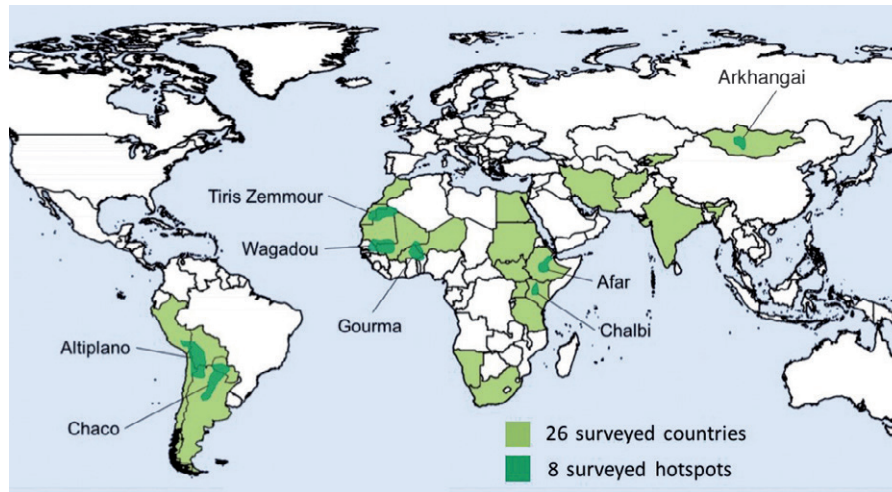 Arkhangai
Tiris Zemmour
Wagadou
Afar
Gourma
Chalbi
Altiplano
Chaco
26 surveyed countries
8 surveyed hotspots